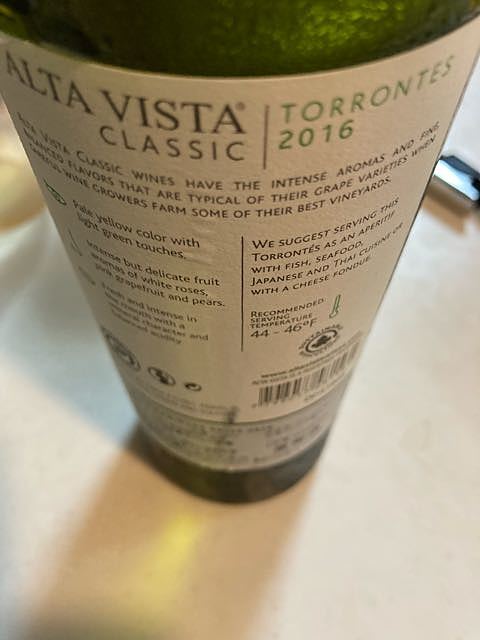 ALTA VISTA®
CLASSIC
TORRONTES
2016
ALTA VISTA CLASSIC WINES HAVE THE INTENSE AROMAS AND FINE,
BALANCED FLAVORS THAT ARE TYPICAL OF THEIR GRAPE VARIETIES WHEN
CAREFUL WINE GROWERS FARM SOME OF THEIR BEST VINEYARDS.
Pale yellow color with
light green touches.
Intense but delicate fruit
aromas of white roses,
pink grapefruit and pears.
Fresh and intense in
the mouth with a
character and
acidity
WE SUGGEST SERVING THIS
TORRONTÉS AS AN APERITIF
WITH FISH, SEAFOOD,
JAPANESE AND THAI CUISINE OR
WITH A CHEESE FONDUE.
RECOMMENDED
SERVING
TEMPERATURE
44 - 46ºF